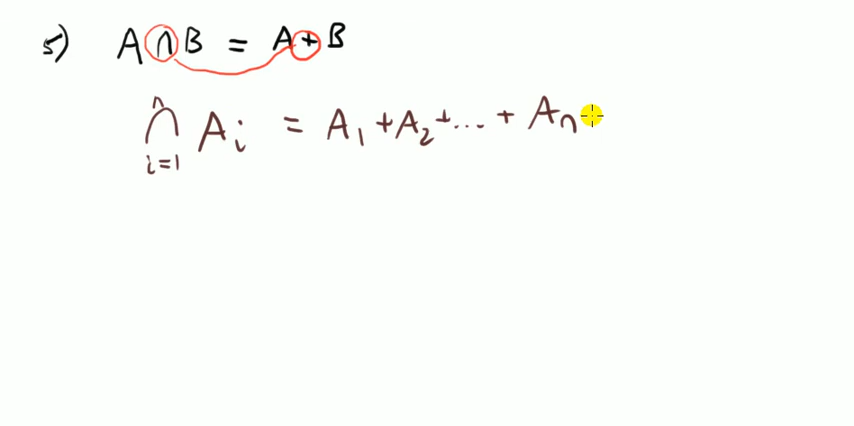 5) A ∩ B = A + B
n
∩ Aᵢ = A₁ + A₂ + ... + Aₙ
i=1